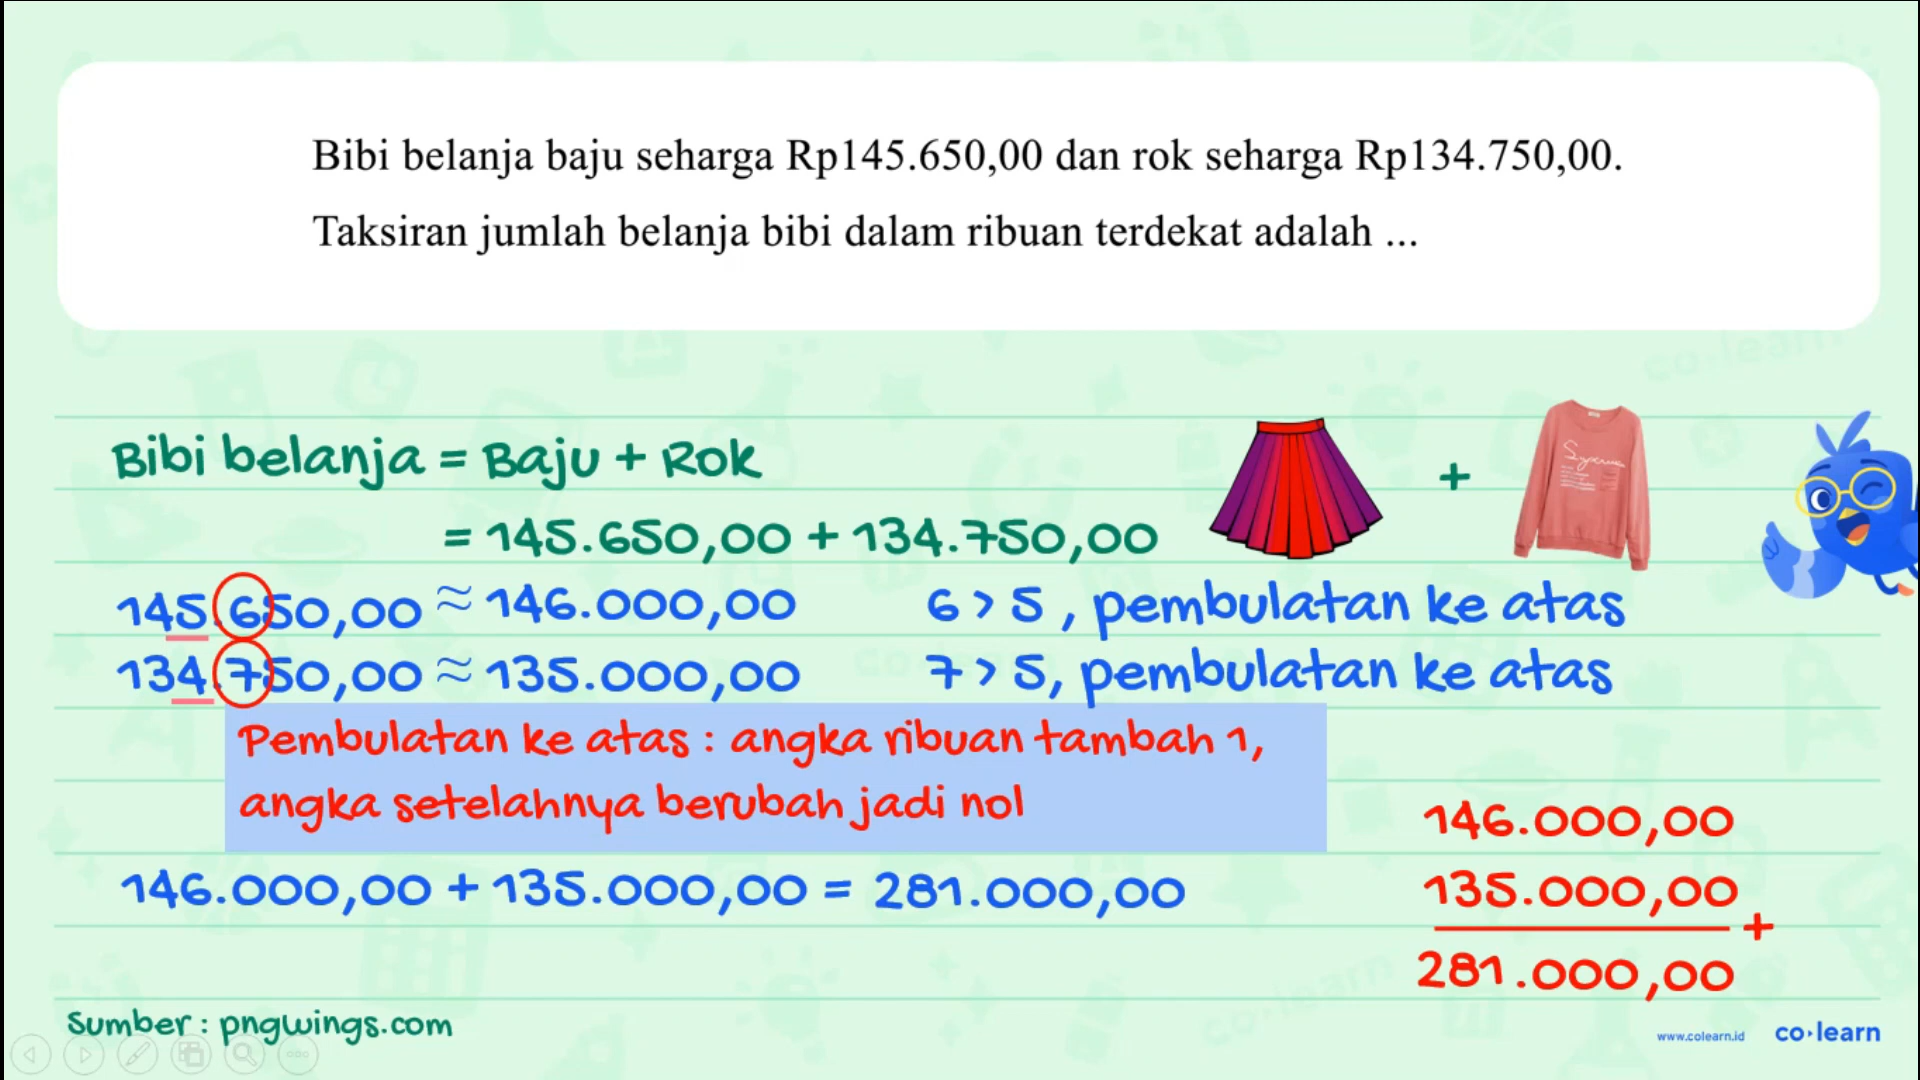 Bibi belanja baju seharga Rp145.650,00 dan rok seharga Rp134.750,00.
Taksiran jumlah belanja bibi dalam ribuan terdekat adalah ...
Bibi belanja = Baju + Rok
+
= 145.650,00 + 134.750,00
145.650,00 ≈ 146.000,00 6 > 5 , pembulatan ke atas
134.750,00 ≈ 135.000,00 7 > 5, pembulatan ke atas
Pembulatan ke atas : angka ribuan tambah 1,
angka setelahnya berubah jadi nol
146.000,00 + 135.000,00 = 281.000,00
146.000,00
135.000,00
+
281.000,00
Sumber : pngwings.com
www.colearn.id
co·learn